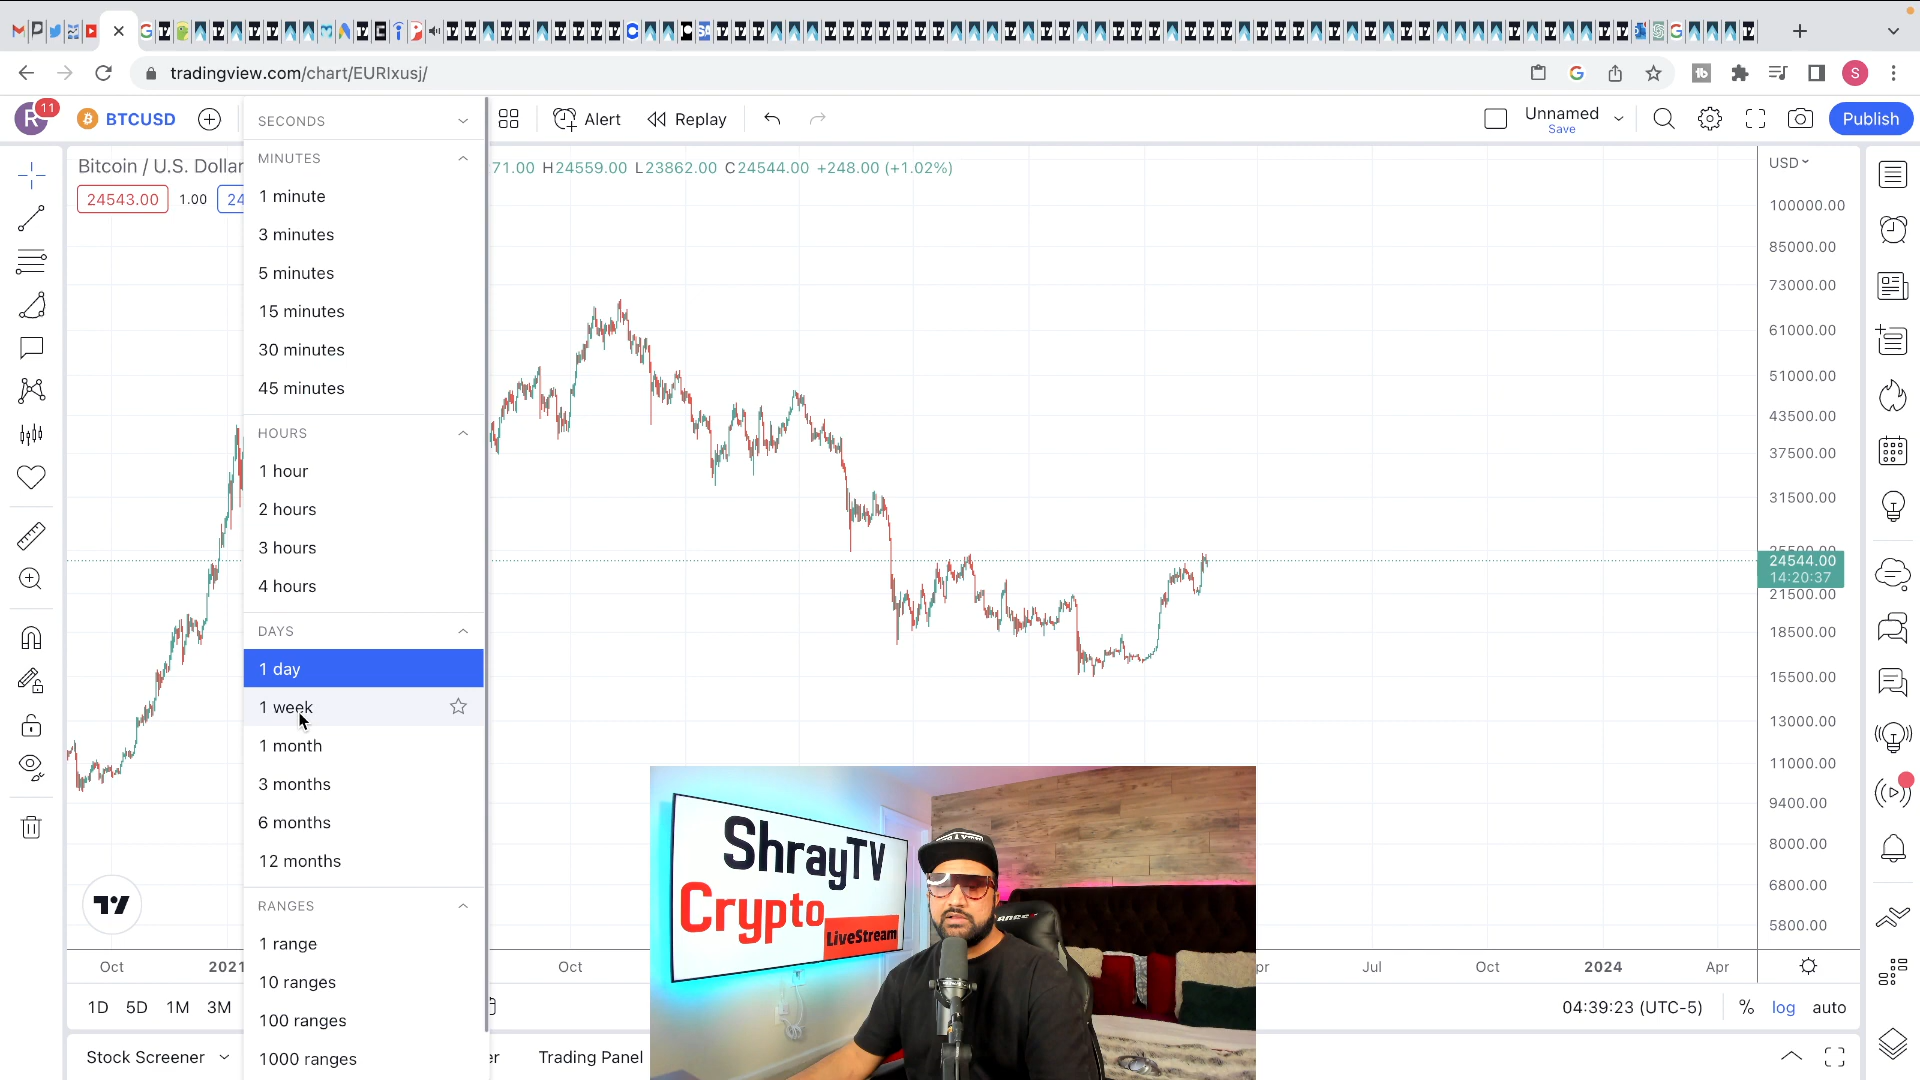 tradingview.com/chart/EURlxusj/
S
R
11
BTCUSD
Alert
Replay
Unnamed
Save
Publish
Bitcoin / U.S. Dollar
71.00 H24559.00 L23862.00 C24544.00 +248.00 (+1.02%)
24543.00
1.00
24
SECONDS
MINUTES
1 minute
3 minutes
5 minutes
15 minutes
30 minutes
45 minutes
HOURS
1 hour
2 hours
3 hours
4 hours
DAYS
1 day
1 week
1 month
3 months
6 months
12 months
RANGES
1 range
10 ranges
100 ranges
1000 ranges
USD
100000.00
85000.00
73000.00
61000.00
51000.00
43500.00
37500.00
31500.00
25500.00
24544.00
14:20:37
21500.00
18500.00
15500.00
13000.00
11000.00
9400.00
8000.00
6800.00
5800.00
ShrayTV
Crypto
LiveStream
Oct
2021
Oct
pr
Jul
Oct
2024
Apr
1D
5D
1M
3M
04:39:23 (UTC-5)
%
log
auto
Stock Screener
er
Trading Panel